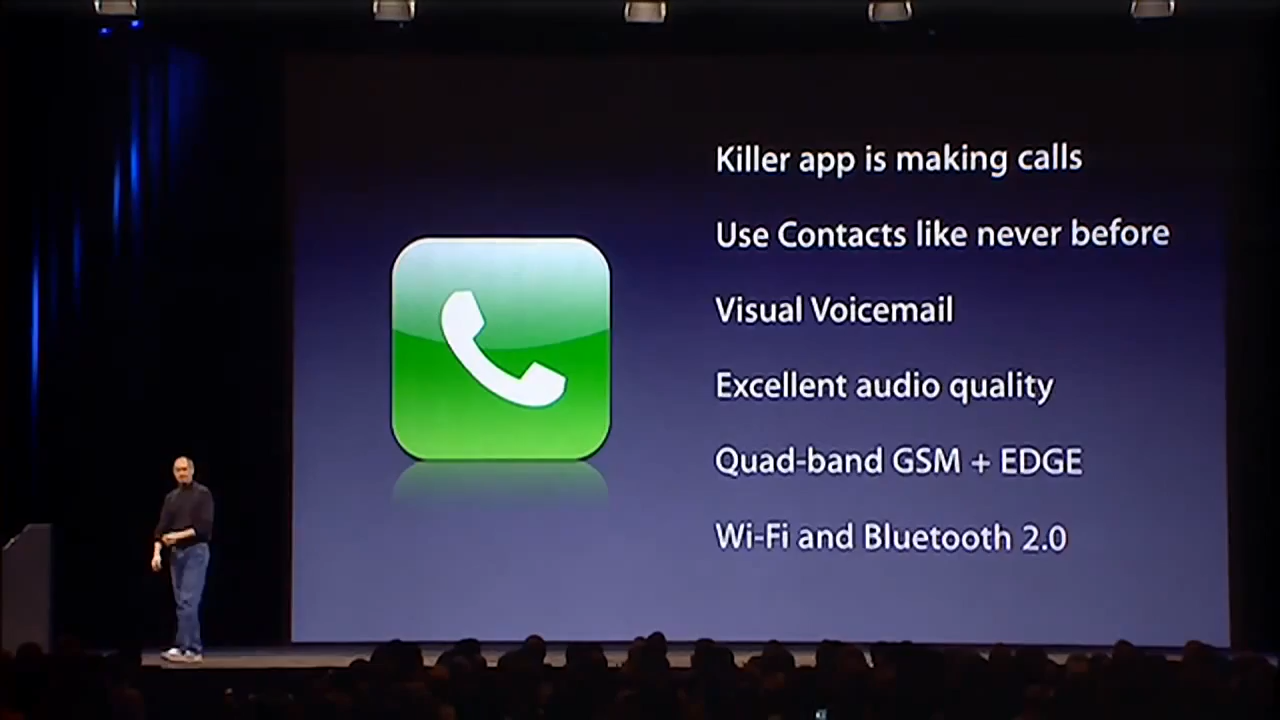 Killer app is making calls
Use Contacts like never before
Visual Voicemail
Excellent audio quality
Quad-band GSM + EDGE
Wi-Fi and Bluetooth 2.0